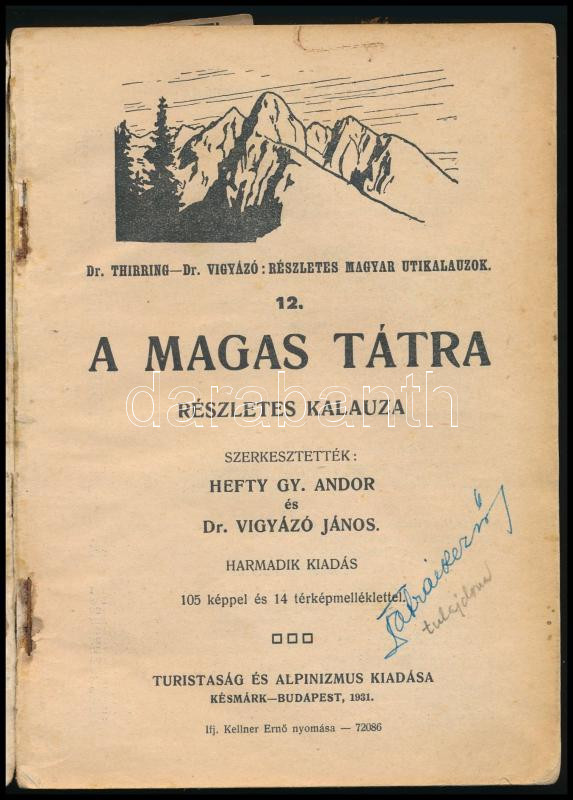 Dr. THIRRING—Dr. VIGYÁZÓ: RÉSZLETES MAGYAR UTIKALAUZOK.
12.
A MAGAS TÁTRA
RÉSZLETES KALAUZA
darabanth
SZERKESZTETTÉK:
HEFTY GY. ANDOR
és
Dr. VIGYÁZÓ JÁNOS.
HARMADIK KIADÁS
105 képpel és 14 térképmelléklettel.
tulajdona
TURISTASÁG ÉS ALPINIZMUS KIADÁSA
KÉSMÁRK—BUDAPEST, 1931.
Ifj. Kellner Ernő nyomása — 72086